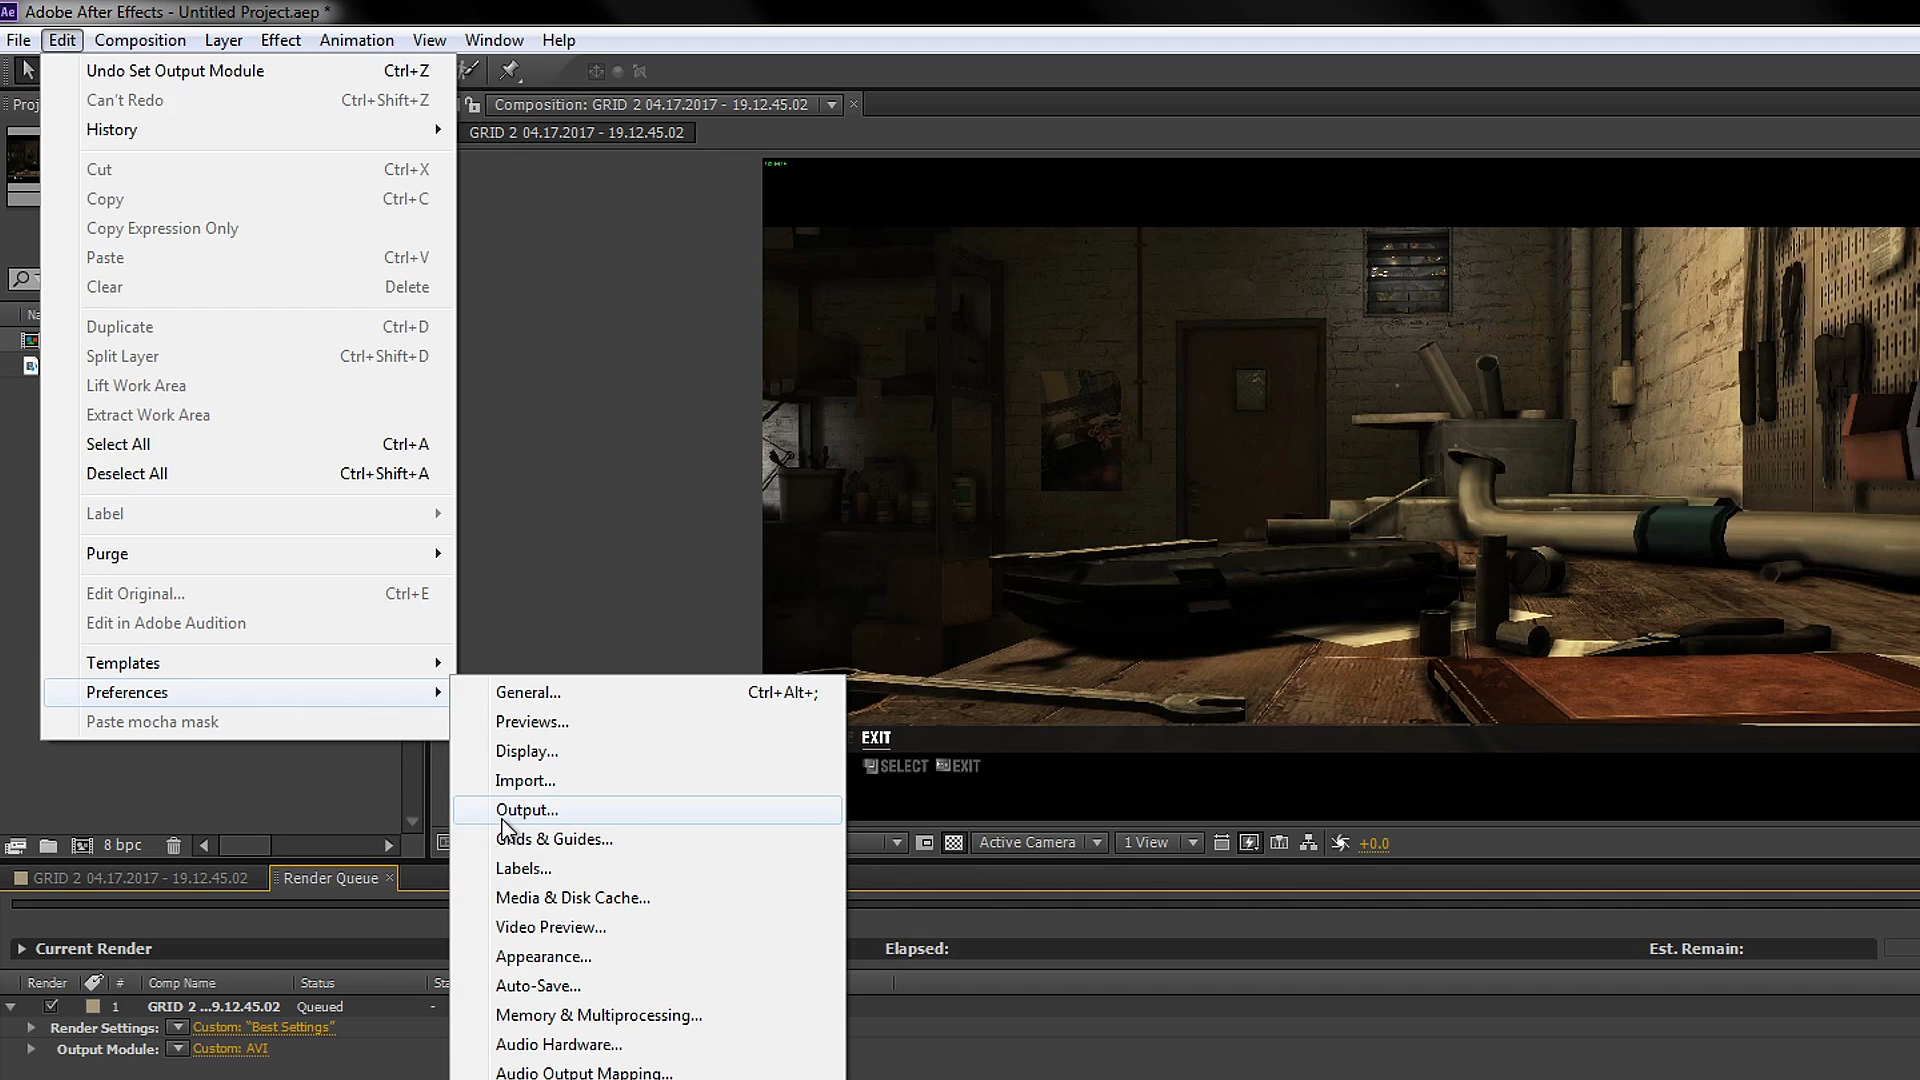 Ae Adobe After Effects - Untitled Project.aep *
File Edit Composition Layer Effect Animation View Window Help
Undo Set Output Module Ctrl+Z
Can't Redo Ctrl+Shift+Z
History
Cut Ctrl+X
Copy Ctrl+C
Copy Expression Only
Paste Ctrl+V
Clear Delete
Duplicate Ctrl+D
Split Layer Ctrl+Shift+D
Lift Work Area
Extract Work Area
Select All Ctrl+A
Deselect All Ctrl+Shift+A
Label
Purge
Edit Original... Ctrl+E
Edit in Adobe Audition
Templates
Preferences
Paste mocha mask
General... Ctrl+Alt+;
Previews...
Display...
Import...
Output...
Grids & Guides...
Labels...
Media & Disk Cache...
Video Preview...
Appearance...
Auto-Save...
Memory & Multiprocessing...
Audio Hardware...
Audio Output Mapping...
Proj
Na
Composition: GRID 2 04.17.2017 - 19.12.45.02
GRID 2 04.17.2017 - 19.12.45.02
EXIT
SELECT EXIT
8 bpc
Active Camera 1 View +0.0
GRID 2 04.17.2017 - 19.12.45.02 Render Queue
Current Render Elapsed: Est. Remain:
Render # Comp Name Status Sta
1 GRID 2 ...9.12.45.02 Queued -
Render Settings: Custom: "Best Settings"
Output Module: Custom: AVI